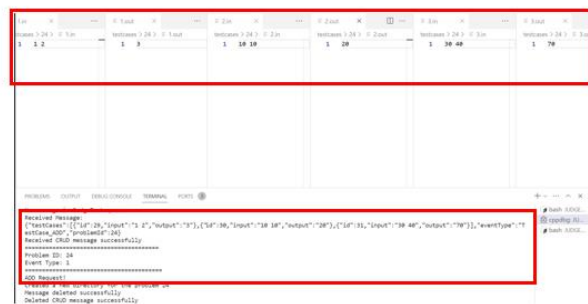 1.in 1.out 2.in 2.out 3.in 3.out
testcases > 24 > 1.in testcases > 24 > 1.out testcases > 24 > 2.in testcases > 24 > 2.out testcases > 24 > 3.in testcases > 24 > 3.ou
1 1 2 1 3 1 10 10 1 20 1 30 40 1 70
PROBLEMS OUTPUT DEBUG CONSOLE TERMINAL PORTS
Received Message:
{"testCases":[{"id":29,"input":"1 2","output":"3"},{"id":30,"input":"10 10","output":"20"},{"id":31,"input":"30 40","output":"70"}],"eventType":"T
estCase_ADD","problemId":24}
Received CRUD message successfully
========================================
Problem ID: 24
Event Type: 1
========================================
ADD Request!
Created a new directory for the problem 24
Message deleted successfully
Deleted CRUD message successfully
bash
cppdbg
bash